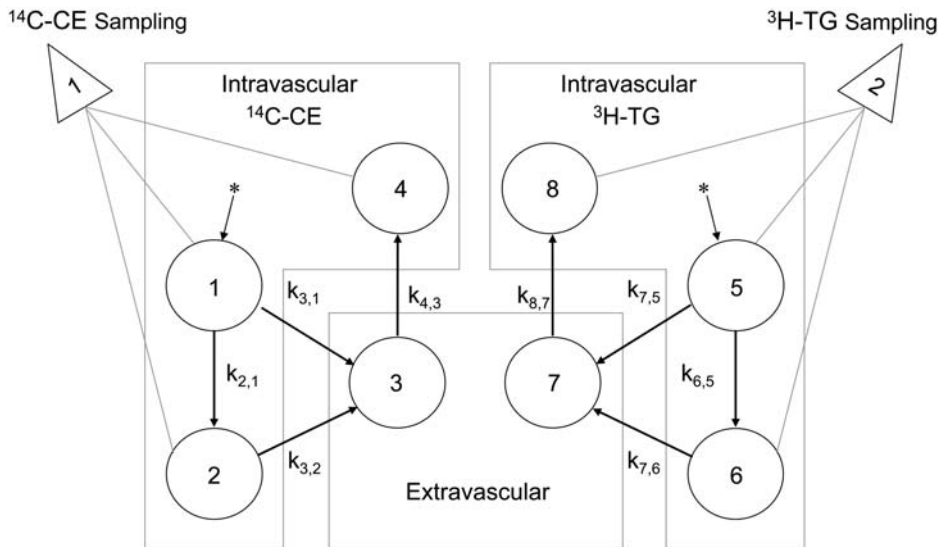 ¹⁴C-CE Sampling
³H-TG Sampling
1
2
Intravascular
¹⁴C-CE
Intravascular
³H-TG
*
4
8
*
1
k₃,₁
k₄,₃
k₈,₇
k₇,₅
5
k₂,₁
3
7
k₆,₅
2
k₃,₂
Extravascular
k₇,₆
6